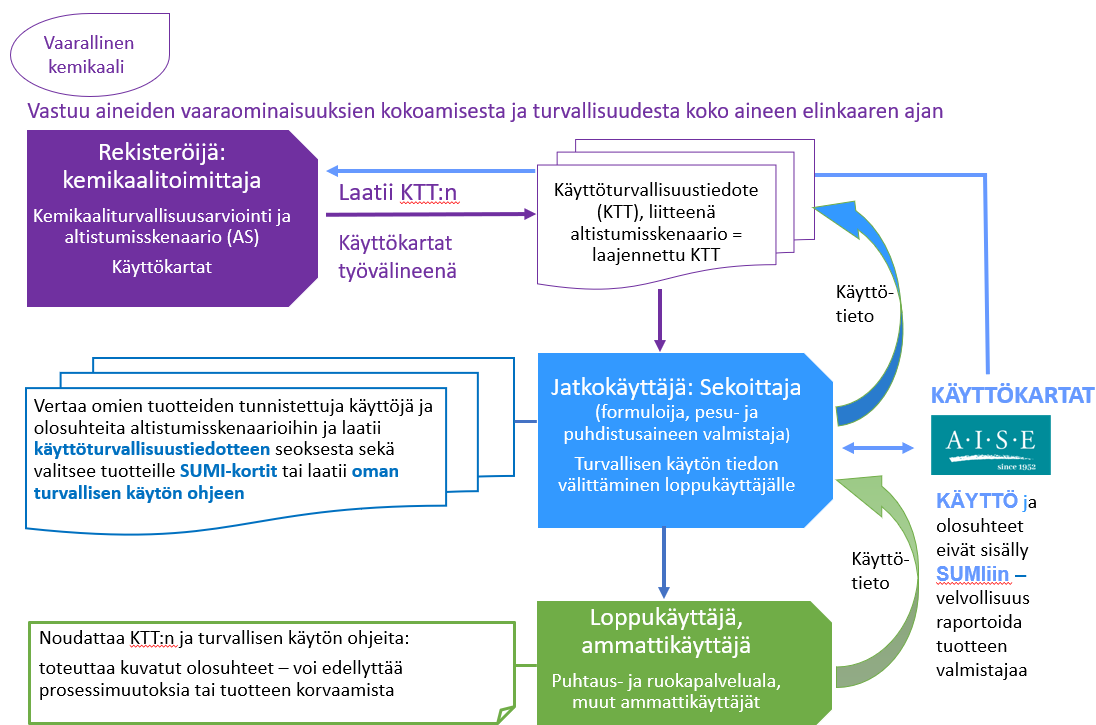 Vaarallinen
kemikaali
Vastuu aineiden vaaraominaisuuksien kokoamisesta ja turvallisuudesta koko aineen elinkaaren ajan
Rekisteröijä:
kemikaalitoimittaja
Kemikaaliturvallisuusarviointi ja
altistumisskenaario (AS)
Käyttökartat
Laatii KTT:n
Käyttökartat
työvälineenä
Käyttöturvallisuustiedote
(KTT), liitteenä
altistumisskenaario =
laajennettu KTT
Käyttö-
tieto
Vertaa omien tuotteiden tunnistettuja käyttöjä ja
olosuhteita altistumisskenaarioihin ja laatii
käyttöturvallisuustiedotteen seoksesta sekä
valitsee tuotteille SUMI-kortit tai laatii oman
turvallisen käytön ohjeen
Jatkokäyttäjä: Sekoittaja
(formuloija, pesu- ja
puhdistusaineen valmistaja)
Turvallisen käytön tiedon
välittäminen loppukäyttäjälle
KÄYTTÖKARTAT
A·I·S·E
since 1952
KÄYTTÖ ja
olosuhteet
eivät sisälly
SUMIiin –
velvollisuus
raportoida
tuotteen
valmistajaa
Käyttö-
tieto
Noudattaa KTT:n ja turvallisen käytön ohjeita:
toteuttaa kuvatut olosuhteet – voi edellyttää
prosessimuutoksia tai tuotteen korvaamista
Loppukäyttäjä,
ammattikäyttäjä
Puhtaus- ja ruokapalveluala,
muut ammattikäyttäjät